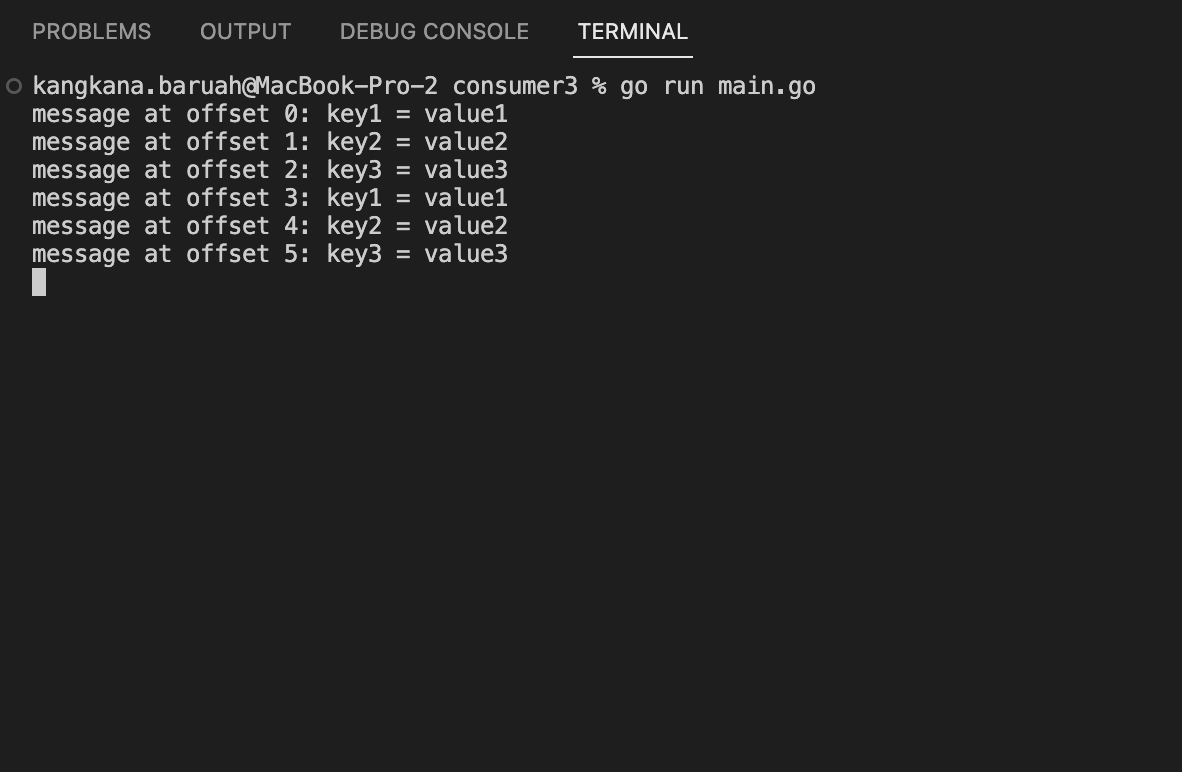 PROBLEMS OUTPUT DEBUG CONSOLE TERMINAL
kangkana.baruah@MacBook-Pro-2 consumer3 % go run main.go
message at offset 0: key1 = value1
message at offset 1: key2 = value2
message at offset 2: key3 = value3
message at offset 3: key1 = value1
message at offset 4: key2 = value2
message at offset 5: key3 = value3